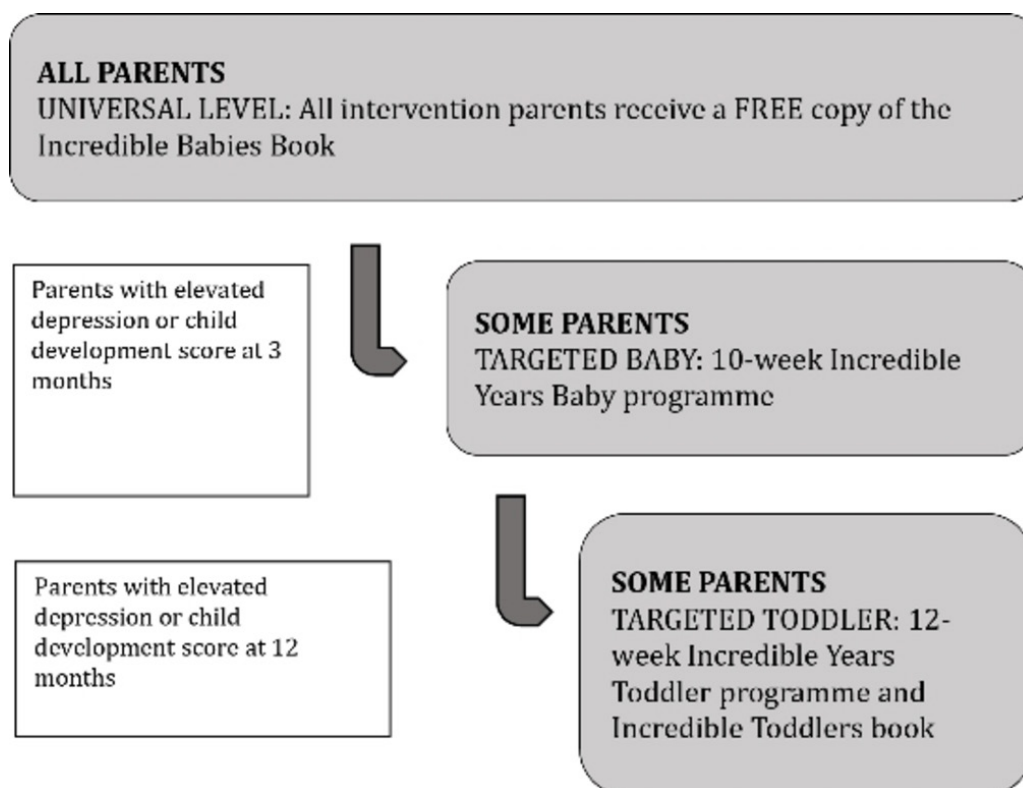 ALL PARENTS
UNIVERSAL LEVEL: All intervention parents receive a FREE copy of the
Incredible Babies Book
Parents with elevated
depression or child
development score at 3
months
SOME PARENTS
TARGETED BABY: 10-week Incredible
Years Baby programme
Parents with elevated
depression or child
development score at 12
months
SOME PARENTS
TARGETED TODDLER: 12-
week Incredible Years
Toddler programme and
Incredible Toddlers book